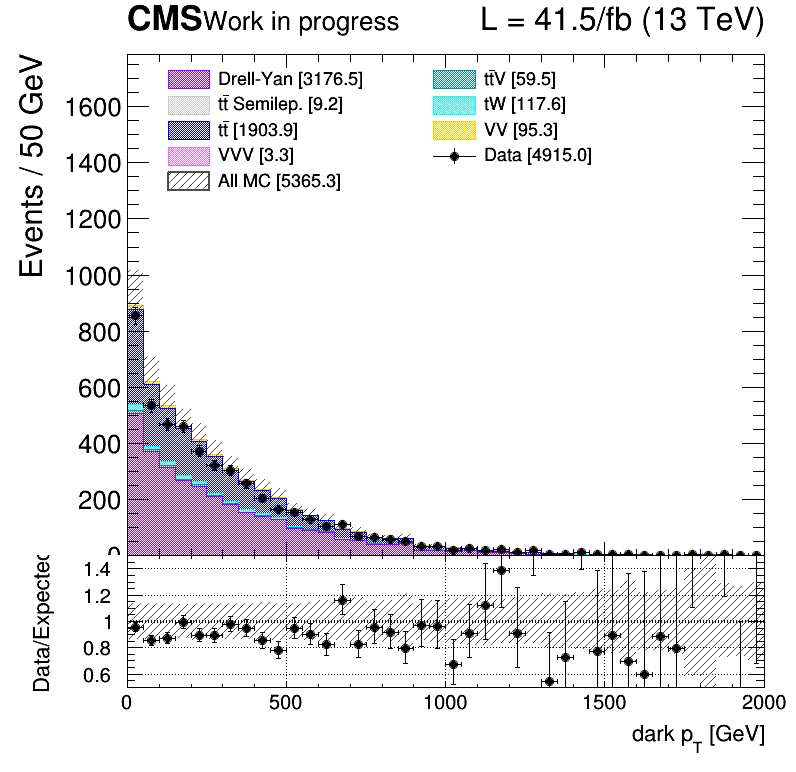 CMS Work in progress L = 41.5/fb (13 TeV)
Events / 50 GeV
Drell-Yan [3176.5] tt̄V [59.5]
tt̄ Semilep. [9.2] tW [117.6]
tt̄ [1903.9] VV [95.3]
VVV [3.3] Data [4915.0]
All MC [5365.3]
1600
1400
1200
1000
800
600
400
200
0
Data/Expected
1.4
1.2
1
0.8
0.6
0 500 1000 1500 2000
dark p_T [GeV]